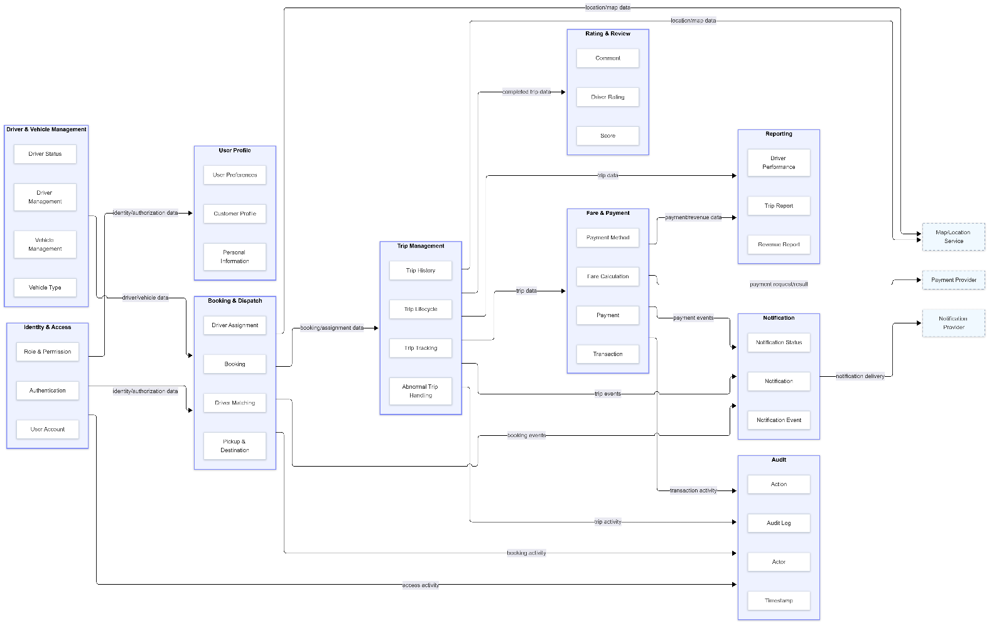 location/map data
location/map data
Rating & Review
Comment
Driver Rating
Score
completed trip data
Driver & Vehicle Management
Driver Status
Driver
Management
Vehicle
Management
Vehicle Type
identity/authorization data
driver/vehicle data
User Profile
User Preferences
Customer Profile
Personal
Information
Identity & Access
Role & Permission
Authentication
User Account
identity/authorization data
Booking & Dispatch
Driver Assignment
Booking
Driver Matching
Pickup &
Destination
booking/assignment data
Trip Management
Trip History
Trip Lifecycle
Trip Tracking
Abnormal Trip
Handling
trip data
trip data
Fare & Payment
Payment Method
Fare Calculation
Payment
Transaction
payment/revenue data
payment request/result
payment events
trip events
booking events
transaction activity
trip activity
booking activity
access activity
Reporting
Driver
Performance
Trip Report
Revenue Report
Notification
Notification Status
Notification
Notification Event
notification delivery
Audit
Action
Audit Log
Actor
Timestamp
Map/Location
Service
Payment Provider
Notification
Provider